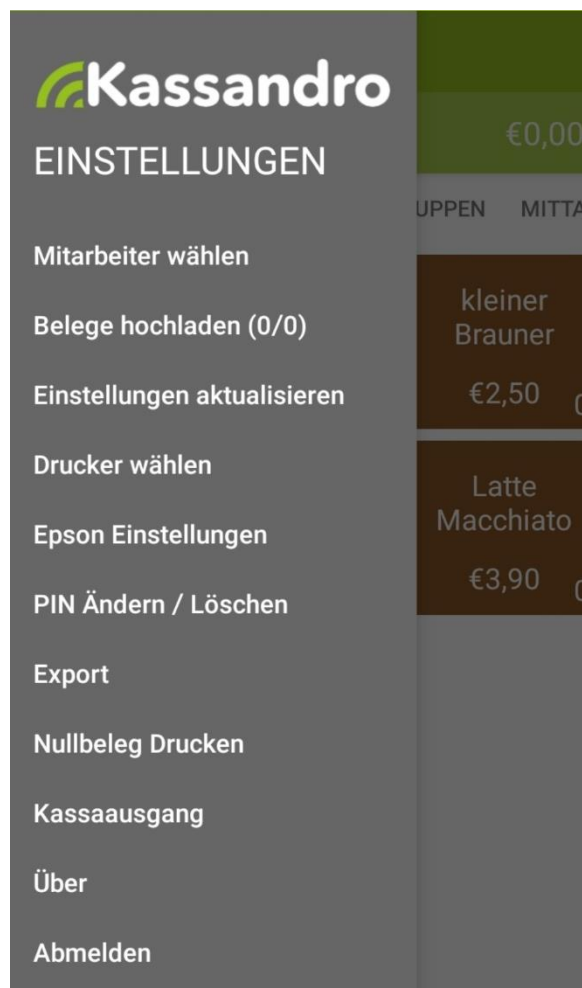 Kassandro
EINSTELLUNGEN
Mitarbeiter wählen
Belege hochladen (0/0)
Einstellungen aktualisieren
Drucker wählen
Epson Einstellungen
PIN Ändern / Löschen
Export
Nullbeleg Drucken
Kassaausgang
Über
Abmelden
€0,00
UPPEN MITTA
kleiner
Brauner
€2,50
Latte
Macchiato
€3,90